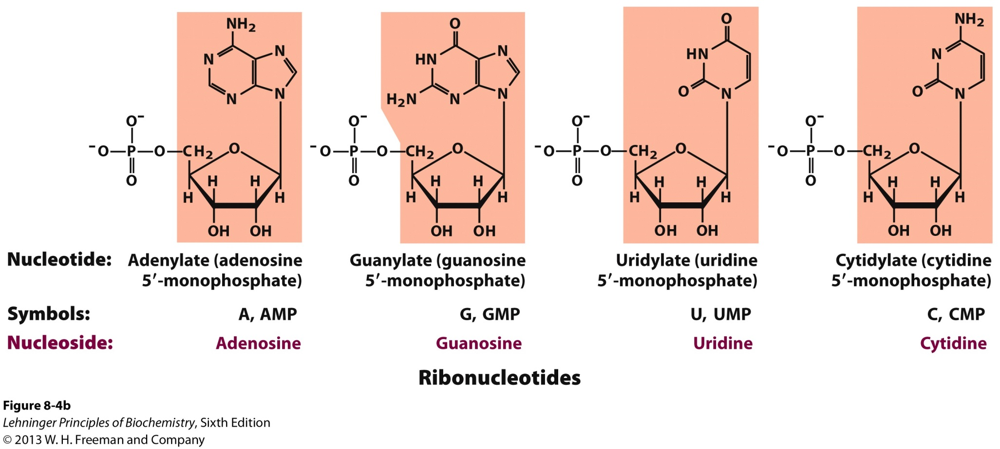 NH2 O O NH2
N N HN N HN N
N N H2N N N O N O N
O− O− O− O−
−O P O CH2 O −O P O CH2 O −O P O CH2 O −O P O CH2 O
O H H O H H O H H O H H
H H H H H H H H
OH OH OH OH OH OH OH OH
Nucleotide: Adenylate (adenosine Guanylate (guanosine Uridylate (uridine Cytidylate (cytidine
5′-monophosphate) 5′-monophosphate) 5′-monophosphate) 5′-monophosphate)
Symbols: A, AMP G, GMP U, UMP C, CMP
Nucleoside: Adenosine Guanosine Uridine Cytidine
Ribonucleotides
Figure 8-4b
Lehninger Principles of Biochemistry, Sixth Edition
© 2013 W. H. Freeman and Company